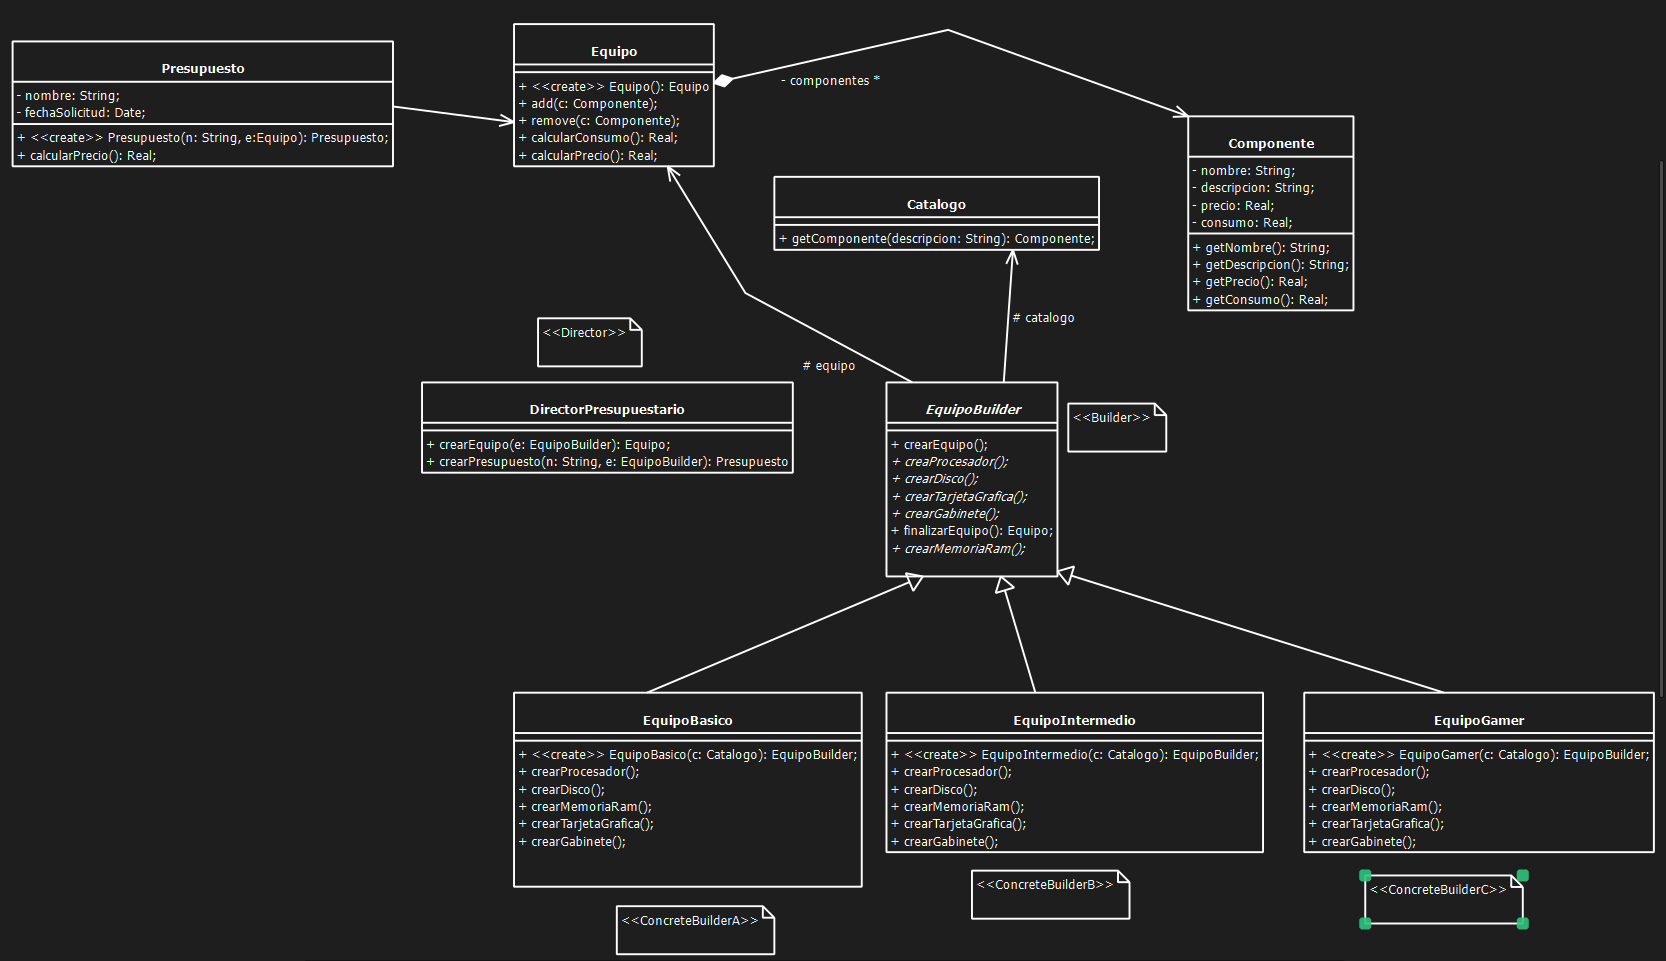 Presupuesto
- nombre: String;
- fechaSolicitud: Date;
+ <<create>> Presupuesto(n: String, e:Equipo): Presupuesto;
+ calcularPrecio(): Real;
Equipo
+ <<create>> Equipo(): Equipo
+ add(c: Componente);
+ remove(c: Componente);
+ calcularConsumo(): Real;
+ calcularPrecio(): Real;
- componentes *
Componente
- nombre: String;
- descripcion: String;
- precio: Real;
- consumo: Real;
+ getNombre(): String;
+ getDescripcion(): String;
+ getPrecio(): Real;
+ getConsumo(): Real;
Catalogo
+ getComponente(descripcion: String): Componente;
# catalogo
# equipo
<<Director>>
DirectorPresupuestario
+ crearEquipo(e: EquipoBuilder): Equipo;
+ crearPresupuesto(n: String, e: EquipoBuilder): Presupuesto
EquipoBuilder
+ crearEquipo();
+ creaProcesador();
+ crearDisco();
+ crearTarjetaGrafica();
+ crearGabinete();
+ finalizarEquipo(): Equipo;
+ crearMemoriaRam();
<<Builder>>
EquipoBasico
+ <<create>> EquipoBasico(c: Catalogo): EquipoBuilder;
+ crearProcesador();
+ crearDisco();
+ crearMemoriaRam();
+ crearTarjetaGrafica();
+ crearGabinete();
<<ConcreteBuilderA>>
EquipoIntermedio
+ <<create>> EquipoIntermedio(c: Catalogo): EquipoBuilder;
+ crearProcesador();
+ crearDisco();
+ crearMemoriaRam();
+ crearTarjetaGrafica();
+ crearGabinete();
<<ConcreteBuilderB>>
EquipoGamer
+ <<create>> EquipoGamer(c: Catalogo): EquipoBuilder;
+ crearProcesador();
+ crearDisco();
+ crearMemoriaRam();
+ crearTarjetaGrafica();
+ crearGabinete();
<<ConcreteBuilderC>>